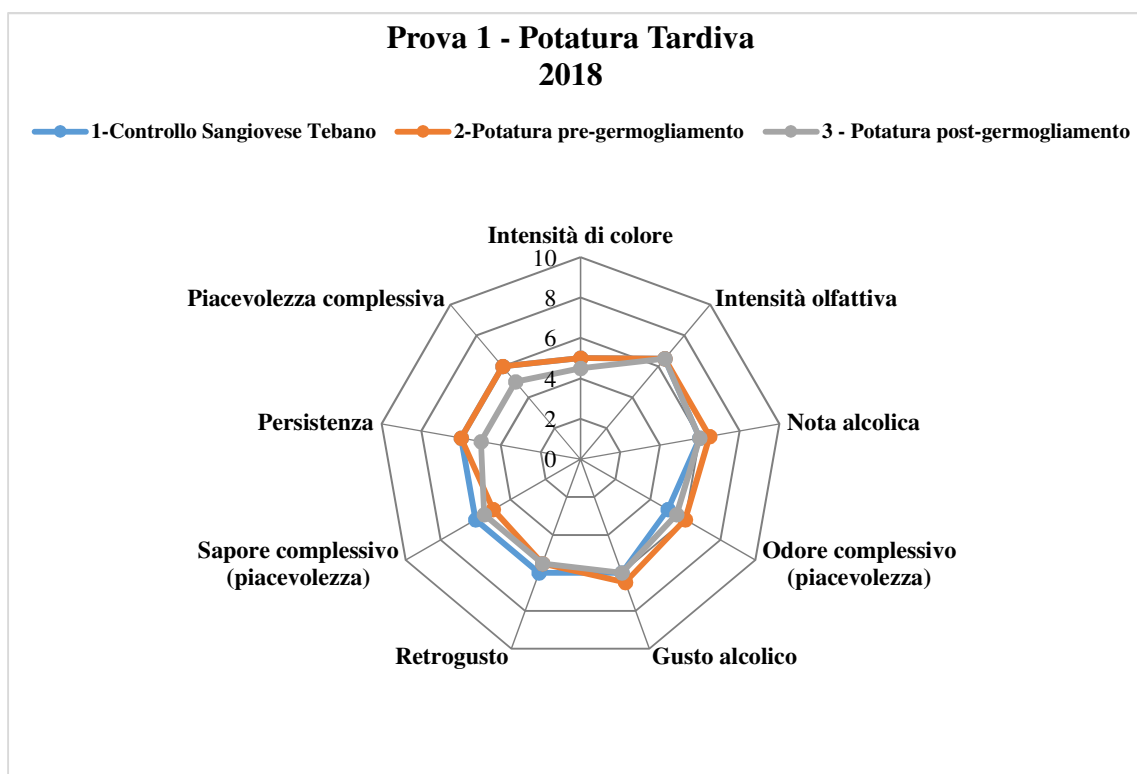 Prova 1 - Potatura Tardiva
2018
1-Controllo Sangiovese Tebano
2-Potatura pre-germogliamento
3 - Potatura post-germogliamento
Intensità di colore
10
8
6
4
2
0
Intensità olfattiva
Nota alcolica
Odore complessivo
(piacevolezza)
Gusto alcolico
Retrogusto
Sapore complessivo
(piacevolezza)
Persistenza
Piacevolezza complessiva